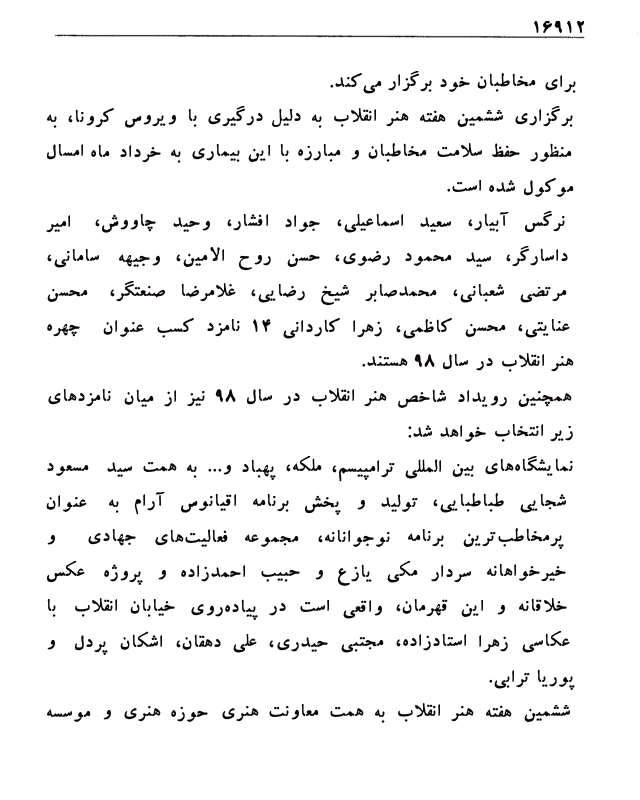 ۱۶۹۱۲
برای مخاطبان خود برگزار می‌کند.
برگزاری ششمین هفته هنر انقلاب به دلیل درگیری با ویروس کرونا، به
منظور حفظ سلامت مخاطبان و مبارزه با این بیماری به خرداد ماه امسال
موکول شده است.
نرگس آبیار، سعید اسماعیلی، جواد افشار، وحید چاووش، امیر
داسارگر، سید محمود رضوی، حسن روح الامین، وجیهه سامانی،
مرتضی شعبانی، محمدصابر شیخ رضایی، غلامرضا صنعتگر، محسن
عنایتی، محسن کاظمی، زهرا کاردانی ۱۴ نامزد کسب عنوان چهره
هنر انقلاب در سال ۹۸ هستند.
همچنین رویداد شاخص هنر انقلاب در سال ۹۸ نیز از میان نامزدهای
زیر انتخاب خواهد شد:
نمایشگاه‌های بین المللی ترامپیسم، ملکه، پهپاد و... به همت سید مسعود
شجایی طباطبایی، تولید و پخش برنامه اقیانوس آرام به عنوان
پرمخاطب‌ترین برنامه نوجوانانه، مجموعه فعالیت‌های جهادی و
خیرخواهانه سردار مکی یازع و حبیب احمدزاده و پروژه عکس
خلاقانه و این قهرمان، واقعی است در پیاده‌روی خیابان انقلاب با
عکاسی زهرا استادزاده، مجتبی حیدری، علی دهقان، اشکان پردل و
پوریا ترابی.
ششمین هفته هنر انقلاب به همت معاونت هنری حوزه هنری و موسسه